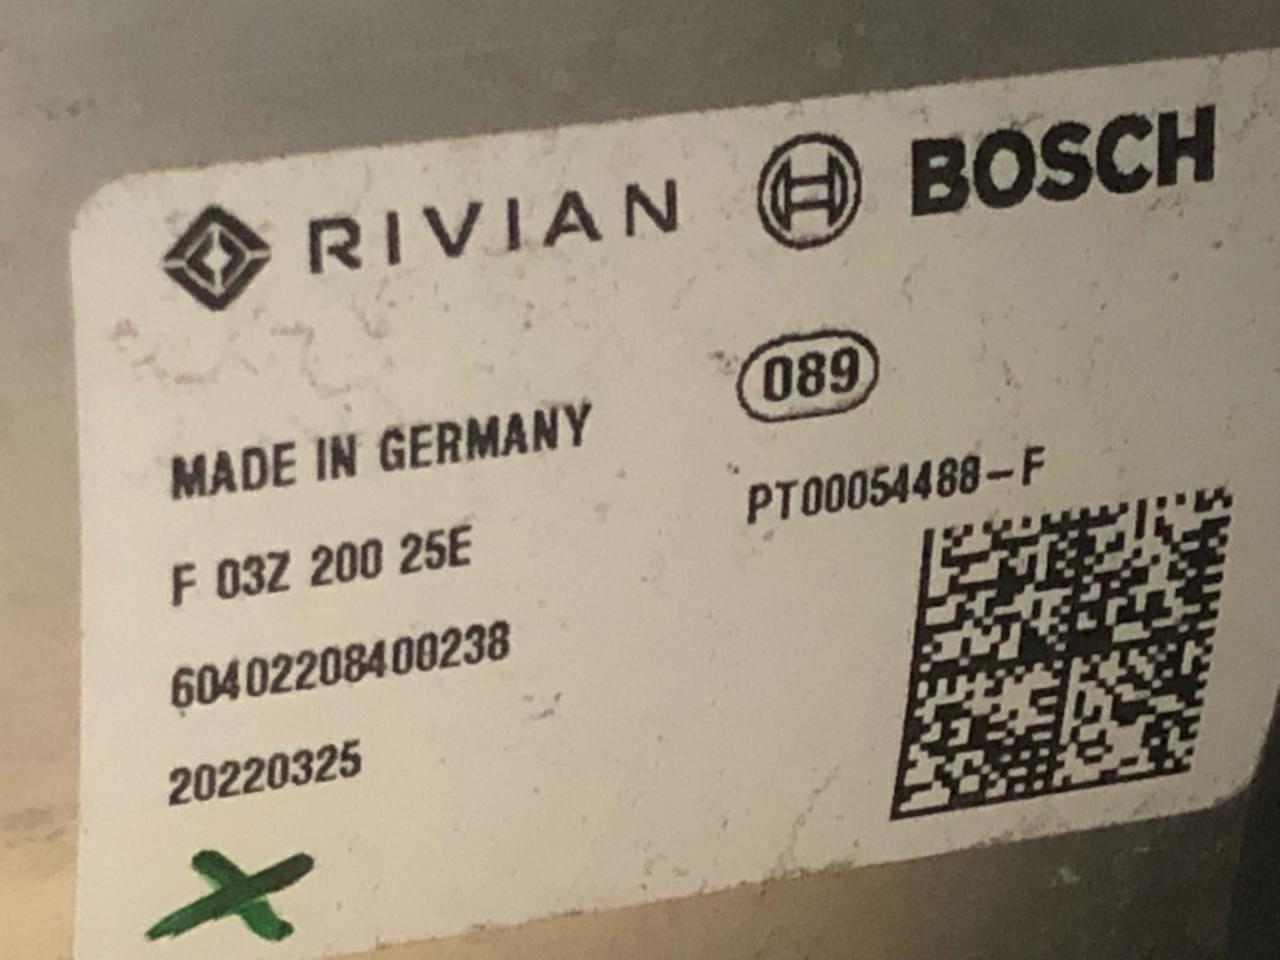 RIVIAN BOSCH
089
MADE IN GERMANY
PT00054488-F
F 03Z 200 25E
60402208400238
20220325